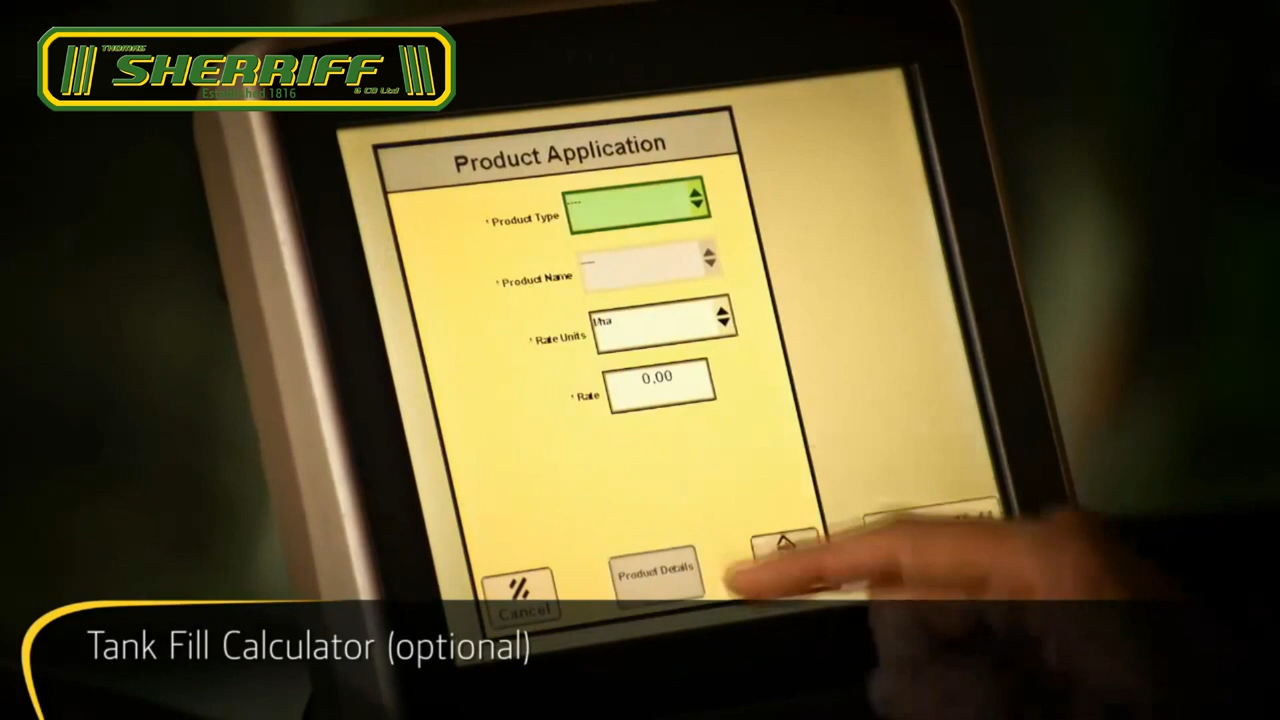 THOMAS
SHERRIFF
& CO Ltd
Established 1816
Product Application
* Product Type
----
* Product Name
----
* Rate Units
l/ha
* Rate
0.00
Product Details
Cancel
Tank Fill Calculator (optional)